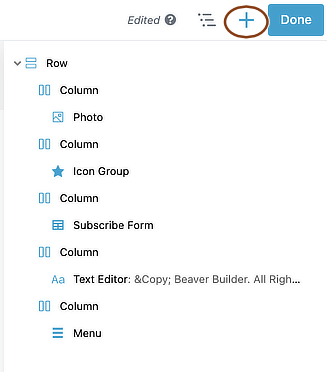 Edited ? Done
Row
Column
Photo
Column
Icon Group
Column
Subscribe Form
Column
Aa Text Editor: &Copy; Beaver Builder. All Righ...
Column
Menu